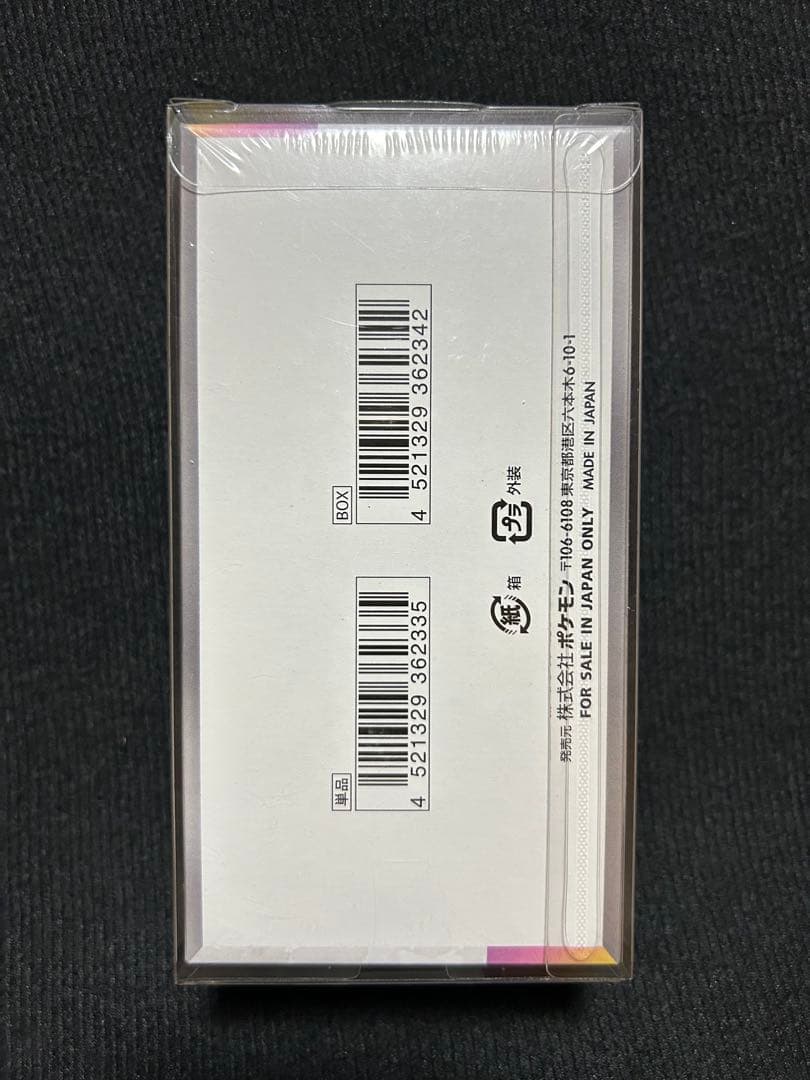 単品
4 521329 362335
BOX
4 521329 362342
紙 箱
プラ 外装
発売元 株式会社ポケモン 〒106-6108 東京都港区六本木6-10-1
FOR SALE IN JAPAN ONLY MADE IN JAPAN